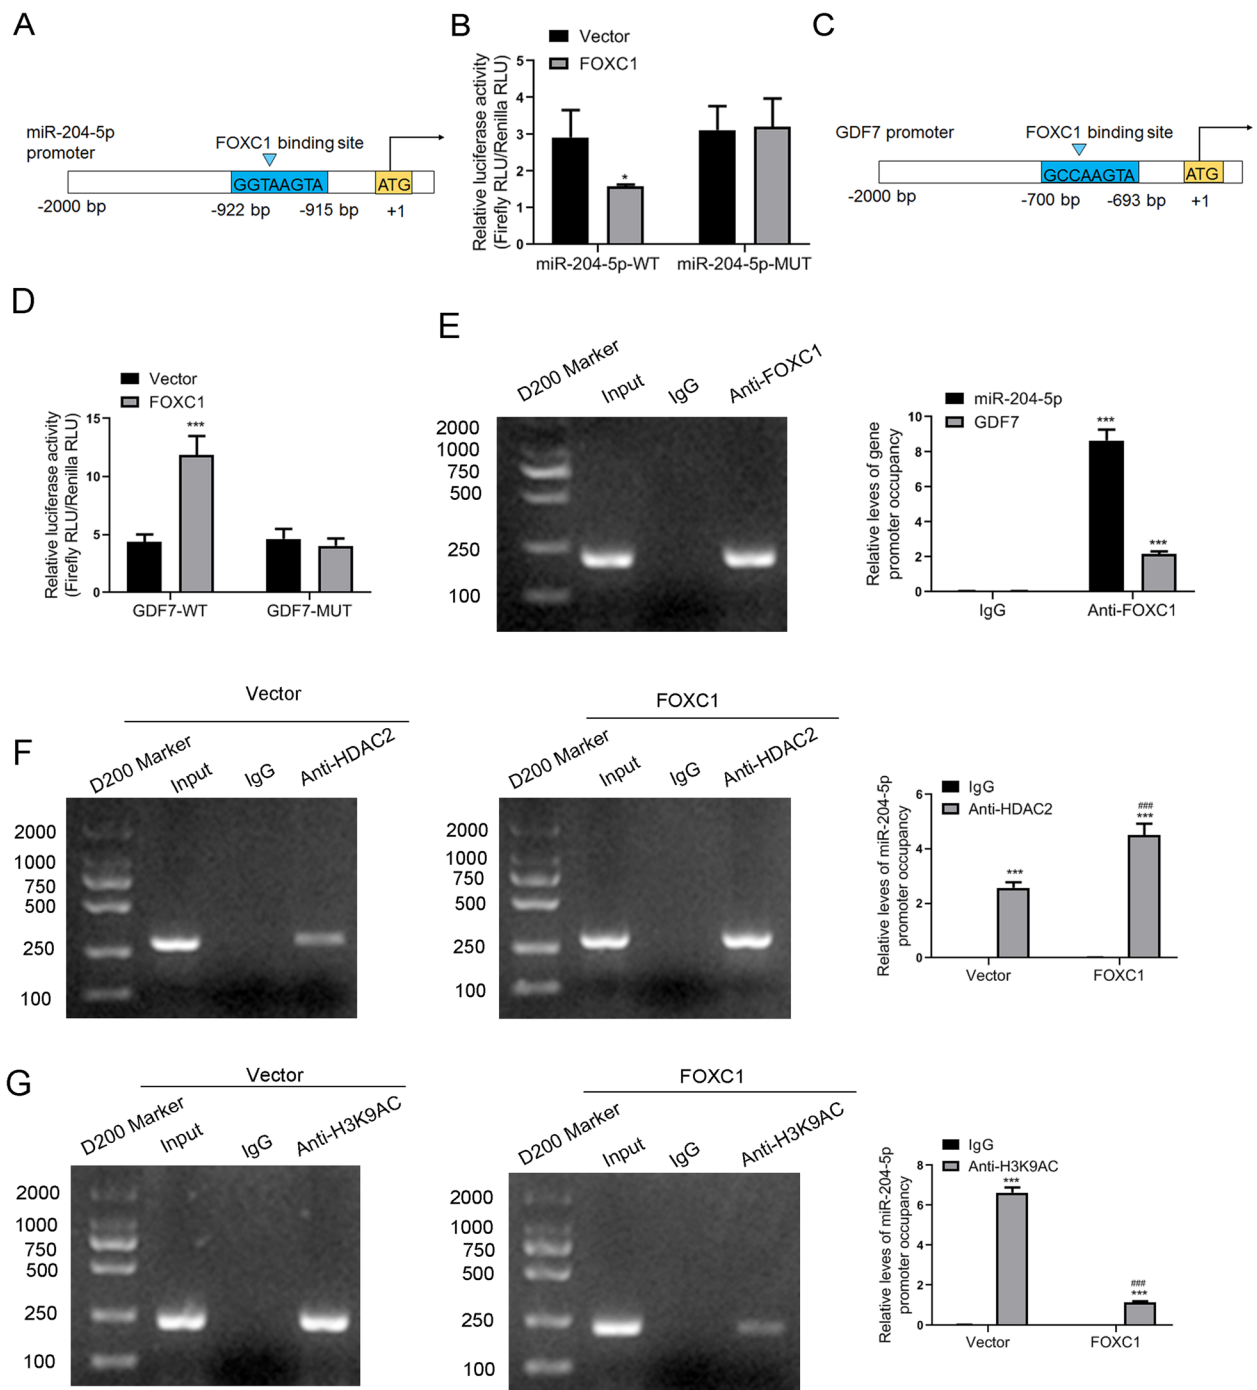 A
miR-204-5p
promoter
FOXC1 binding site
GGTAAGTA
ATG
-2000 bp
-922 bp
-915 bp
+1
B
Vector
FOXC1
Relative luciferase activity
(Firefly RLU/Renilla RLU)
5
4
3
2
1
0
*
miR-204-5p-WT
miR-204-5p-MUT
C
GDF7 promoter
FOXC1 binding site
GCCAAGTA
ATG
-2000 bp
-700 bp
-693 bp
+1
D
Vector
FOXC1
Relative luciferase activity
(Firefly RLU/Renilla RLU)
15
10
5
0
***
GDF7-WT
GDF7-MUT
E
D200 Marker
Input
IgG
Anti-FOXC1
2000
1000
750
500
250
100
miR-204-5p
GDF7
Relative leves of gene
promoter occupancy
10
8
6
4
2
0
***
***
IgG
Anti-FOXC1
F
Vector
D200 Marker
Input
IgG
Anti-HDAC2
2000
1000
750
500
250
100
FOXC1
D200 Marker
Input
IgG
Anti-HDAC2
2000
1000
750
500
250
100
IgG
Anti-HDAC2
Relative leves of miR-204-5p
promoter occupancy
6
4
2
0
***
###
***
Vector
FOXC1
G
Vector
D200 Marker
Input
IgG
Anti-H3K9AC
2000
1000
750
500
250
100
FOXC1
D200 Marker
Input
IgG
Anti-H3K9AC
2000
1000
750
500
250
100
IgG
Anti-H3K9AC
Relative leves of miR-204-5p
promoter occupancy
8
6
4
2
0
***
###
***
Vector
FOXC1